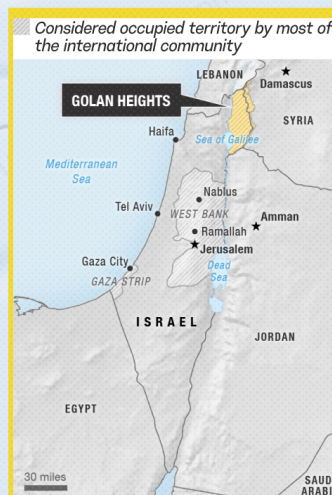 Considered occupied territory by most of
the international community
LEBANON
Damascus
GOLAN HEIGHTS
SYRIA
Haifa
Sea of Galilee
Mediterranean
Sea
Nablus
Tel Aviv
WEST BANK
Amman
Ramallah
Jerusalem
Gaza City
Dead
Sea
GAZA STRIP
ISRAEL
JORDAN
EGYPT
30 miles
SAUD
ARABI